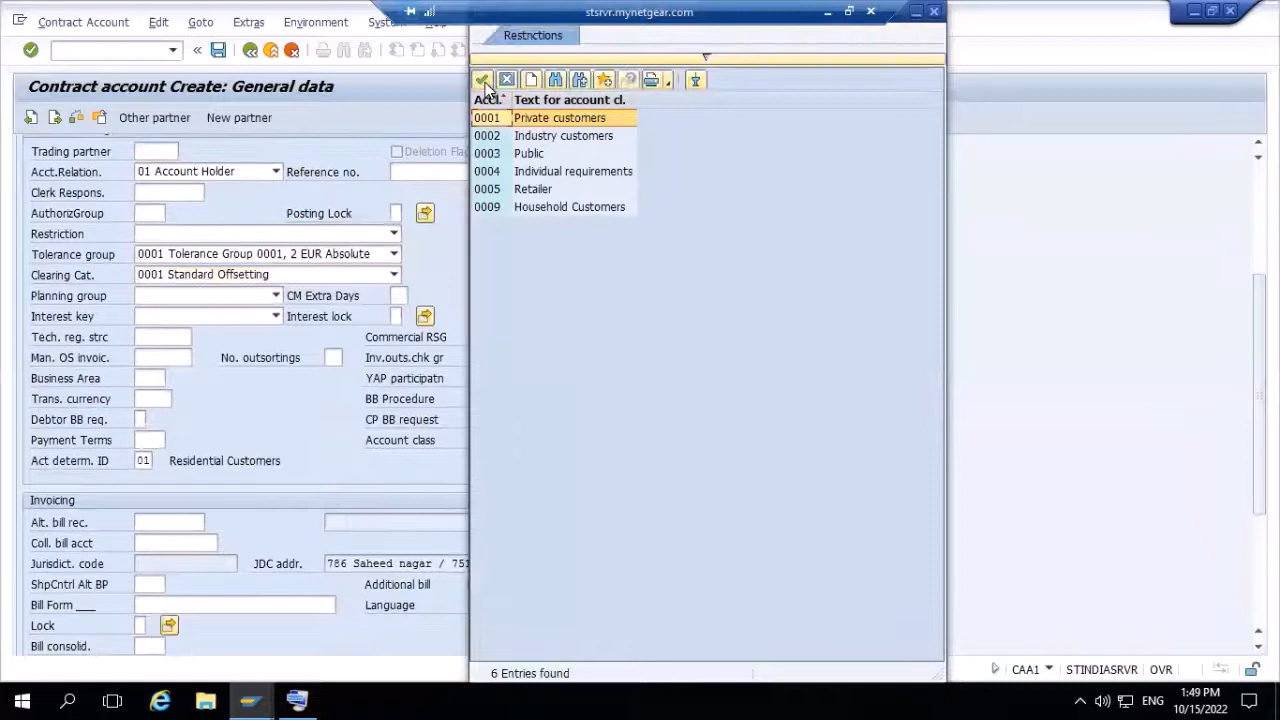 stsrvr.mynetgear.com
Contract Account Edit Goto Extras Environment
Restrictions
Contract account Create: General data
Other partner New partner
Accl. Text for account cl.
0001 Private customers
0002 Industry customers
0003 Public
0004 Individual requirements
0005 Retailer
0009 Household Customers
Trading partner Deletion Flag
Acct.Relation. 01 Account Holder Reference no.
Clerk Respons.
AuthorizGroup Posting Lock
Restriction
Tolerance group 0001 Tolerance Group 0001, 2 EUR Absolute
Clearing Cat. 0001 Standard Offsetting
Planning group CM Extra Days
Interest key Interest lock
Tech. reg. strc Commercial RSG
Man. OS invoic. No. outsortings Inv.outs.chk gr
Business Area YAP participatn
Trans. currency BB Procedure
Debtor BB req. CP BB request
Payment Terms Account class
Act determ. ID 01 Residential Customers
Invoicing
Alt. bill rec.
Coll. bill acct
Jurisdict. code JDC addr. 786 Saheed nagar / 751
ShpCntrl Alt BP Additional bill
Bill Form ___ Language
Lock
Bill consolid.
6 Entries found
CAA1 STINDIASRVR OVR
ENG 1:49 PM
10/15/2022